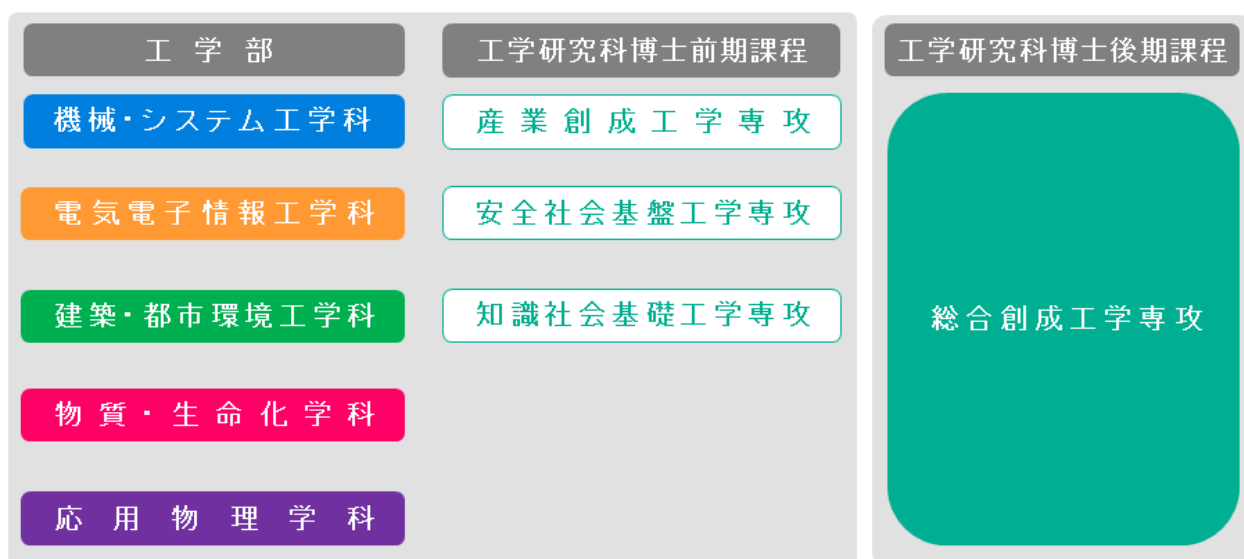 工学部
機械・システム工学科
電気電子情報工学科
建築・都市環境工学科
物質・生命化学科
応用物理学科
工学研究科博士前期課程
産業創成工学専攻
安全社会基盤工学専攻
知識社会基礎工学専攻
工学研究科博士後期課程
総合創成工学専攻